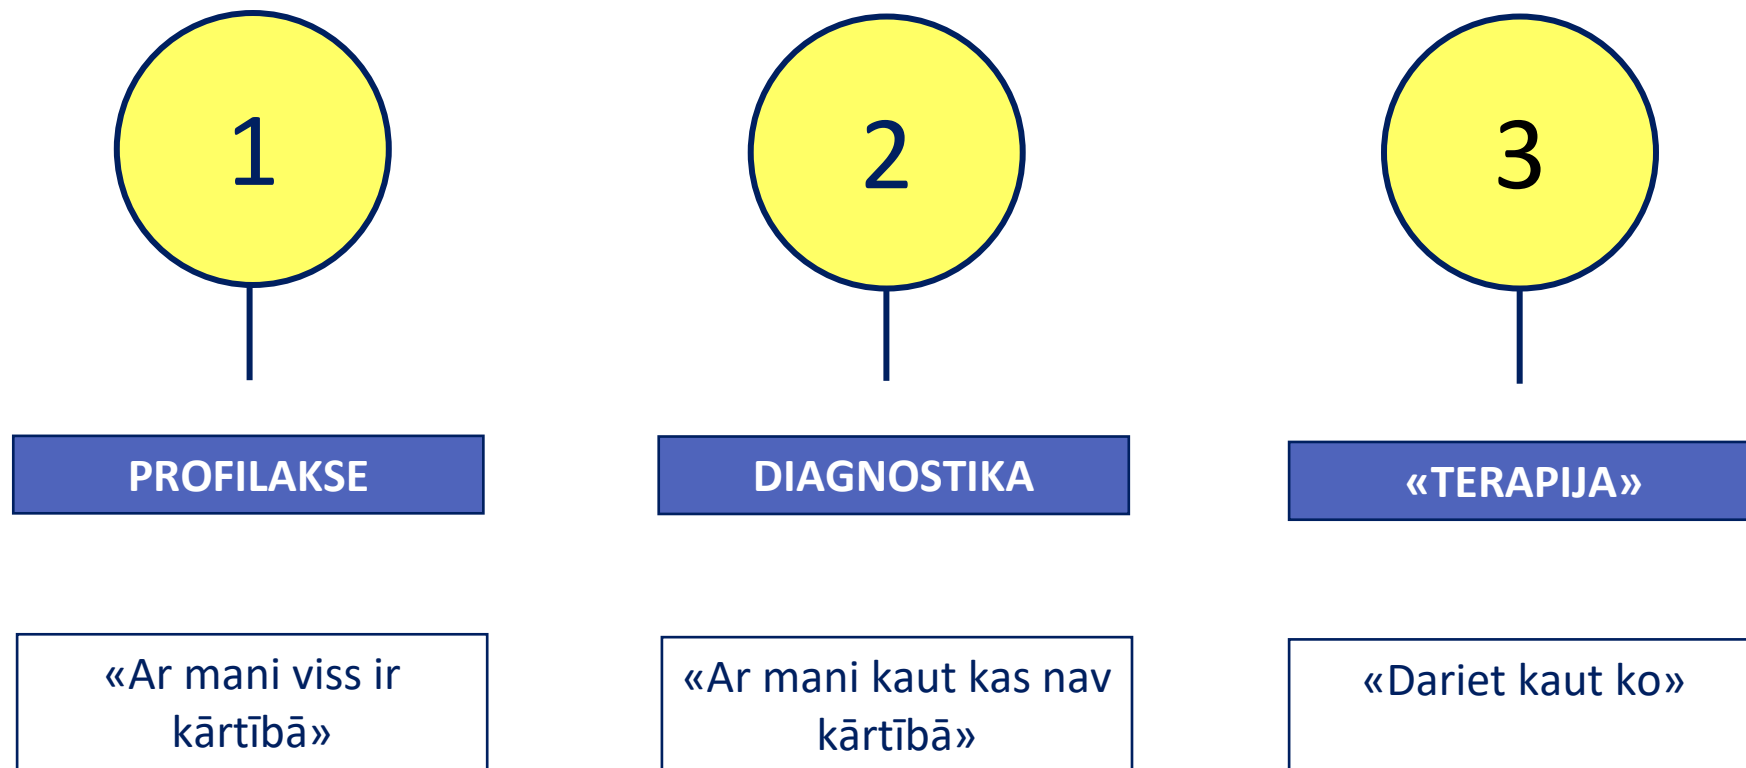 1
2
3
PROFILAKSE
DIAGNOSTIKA
«TERAPIJA»
«Ar mani viss ir
kārtībā»
«Ar mani kaut kas nav
kārtībā»
«Dariet kaut ko»